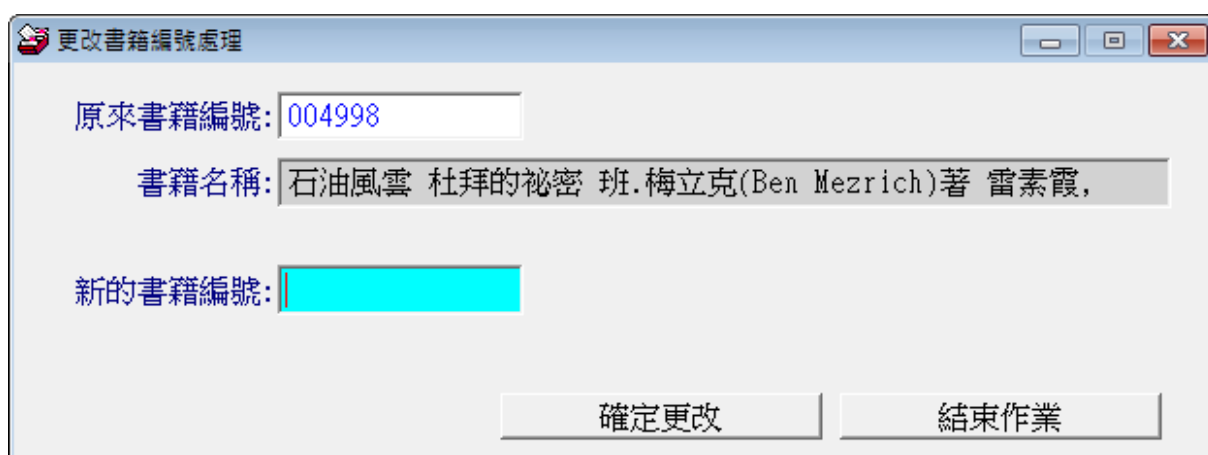 更改書籍編號處理
原來書籍編號: 004998
書籍名稱: 石油風雲 杜拜的祕密 班.梅立克(Ben Mezrich)著 雷素霞,
新的書籍編號:
確定更改 結束作業